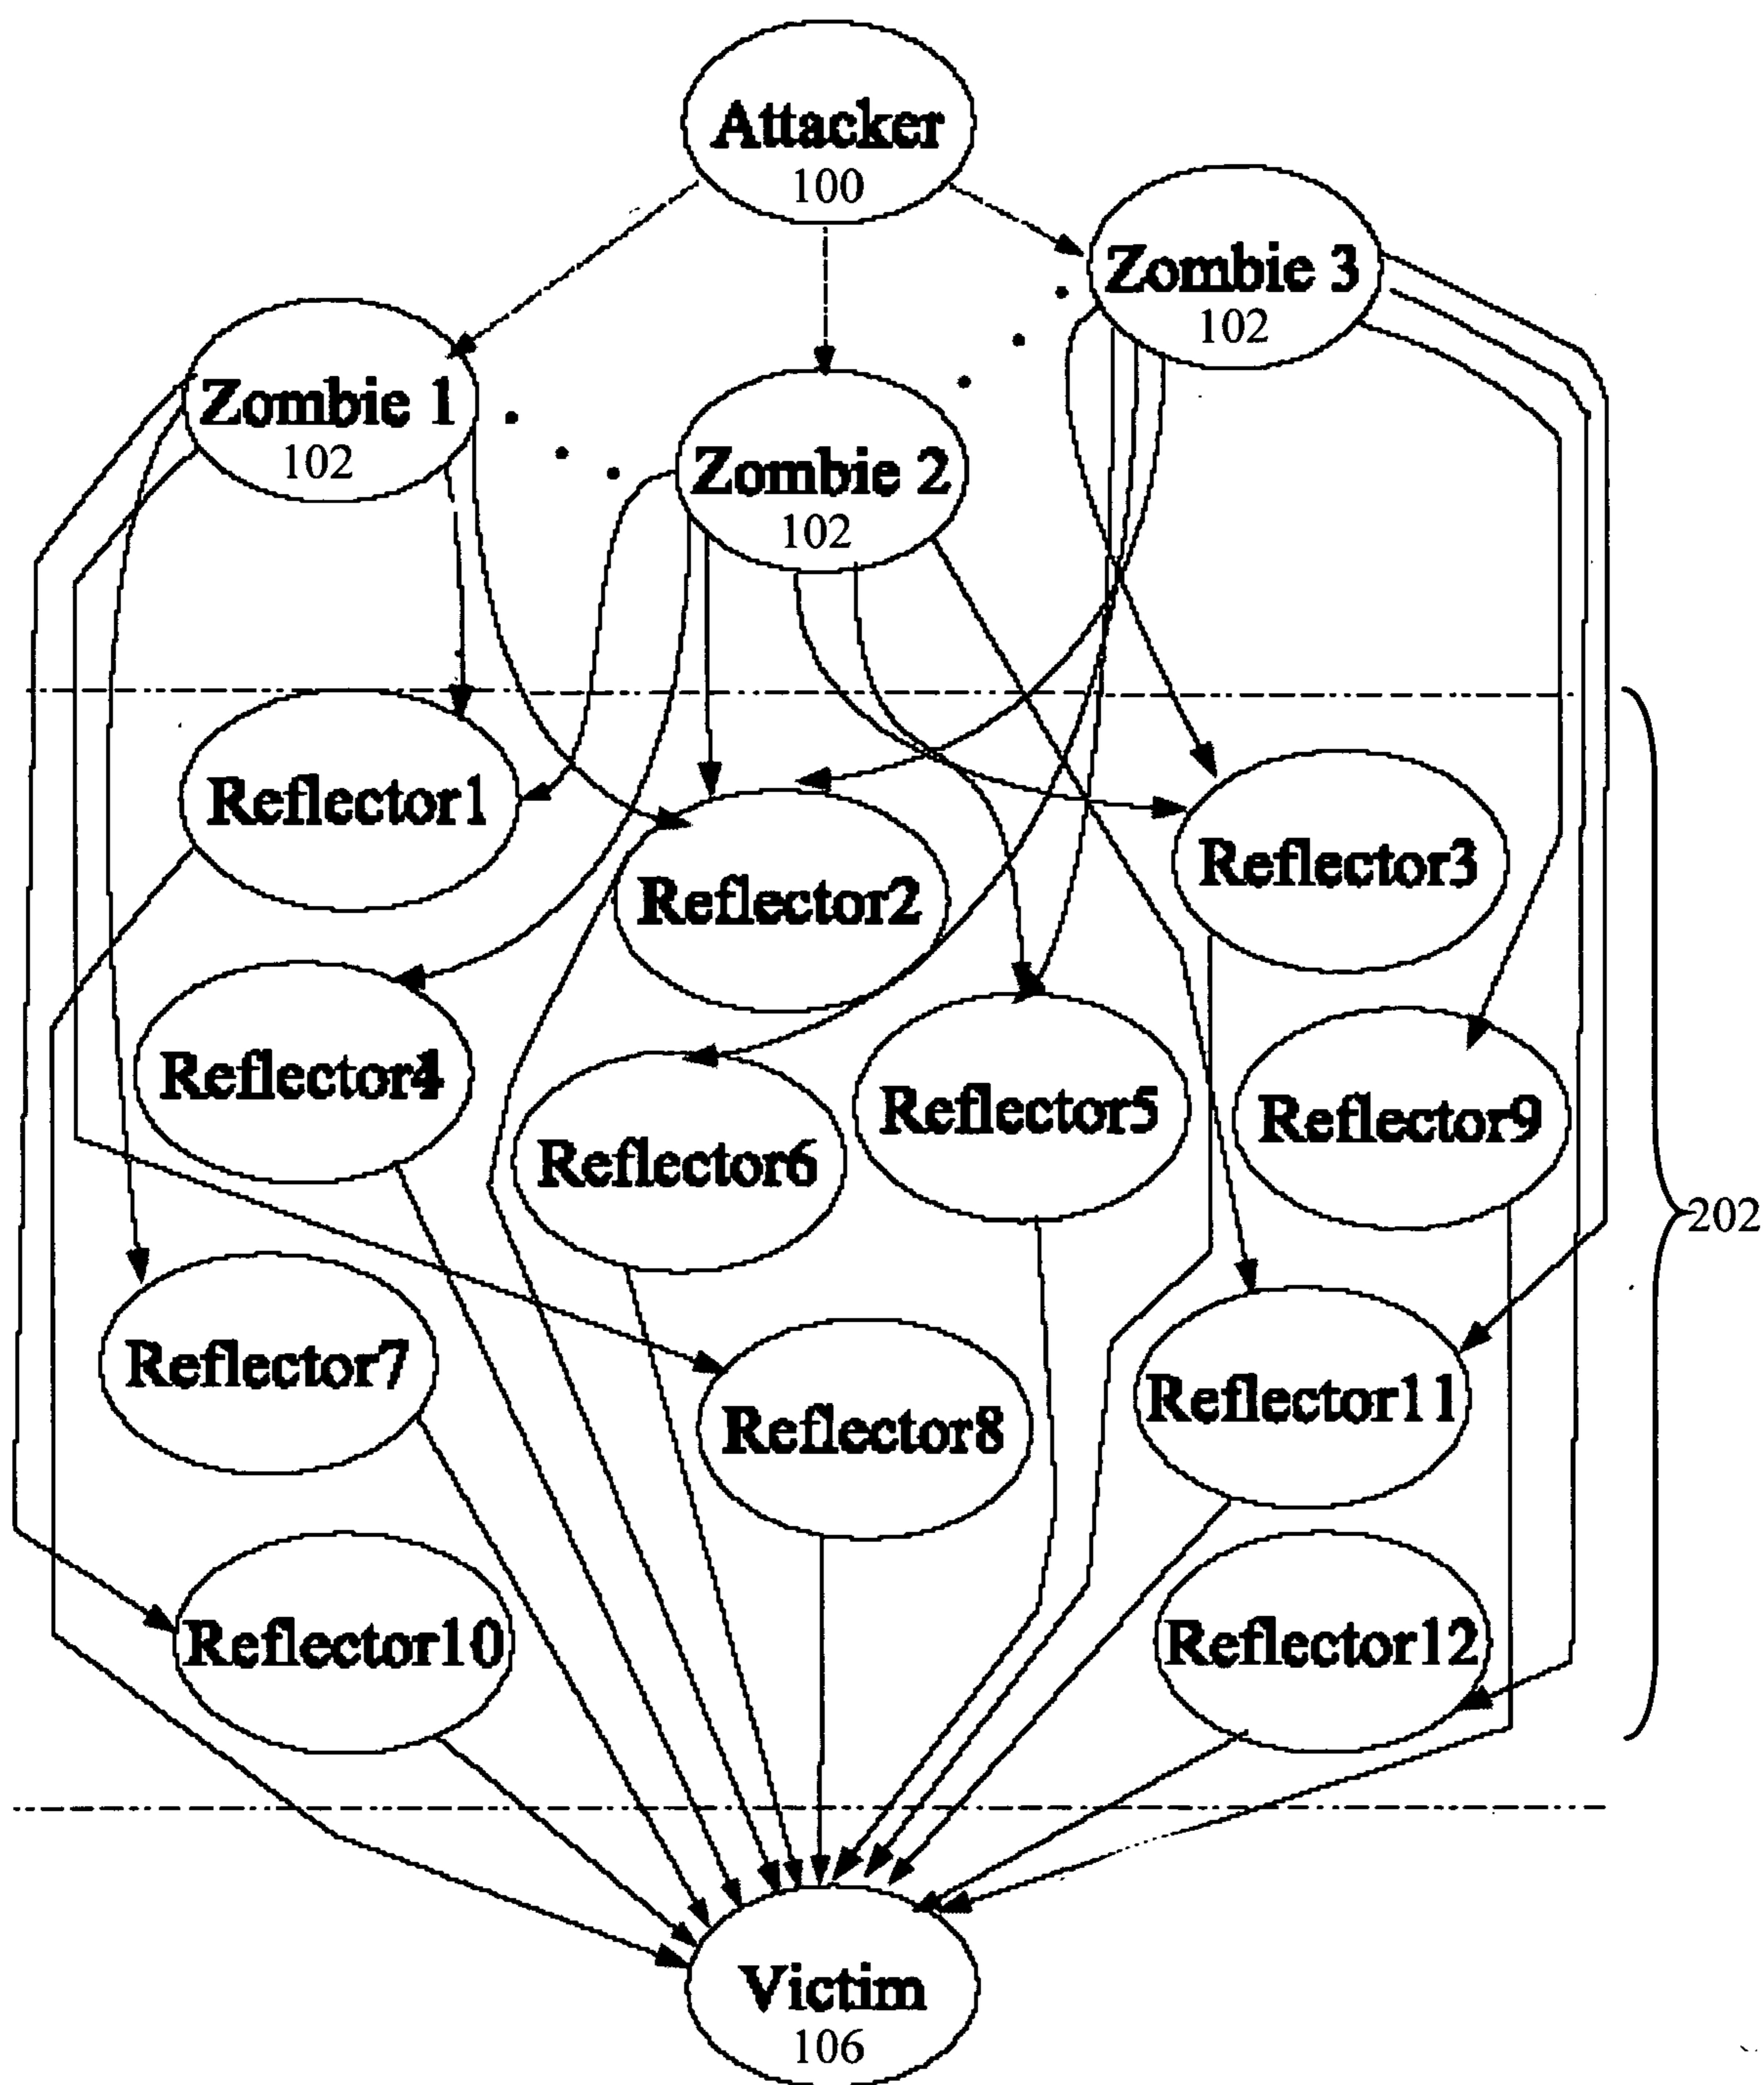 Attacker
100
Zombie 3
102
Zombie 1
102
Zombie 2
102
Reflector1
Reflector2
Reflector3
Reflector4
Reflector5
Reflector9
Reflector6
202
Reflector7
Reflector11
Reflector8
Reflector10
Reflector12
Victim
106